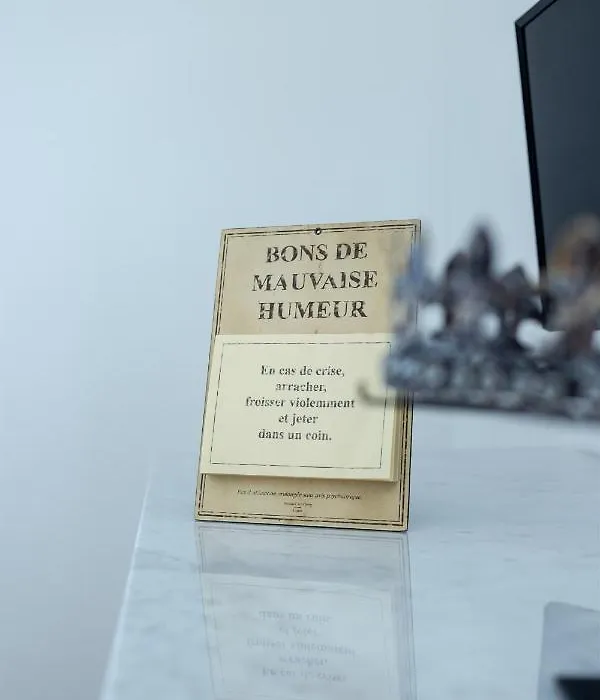 BONS DE
MAUVAISE
HUMEUR
En cas de crise,
arracher,
froisser violemment
et jeter
dans un coin.